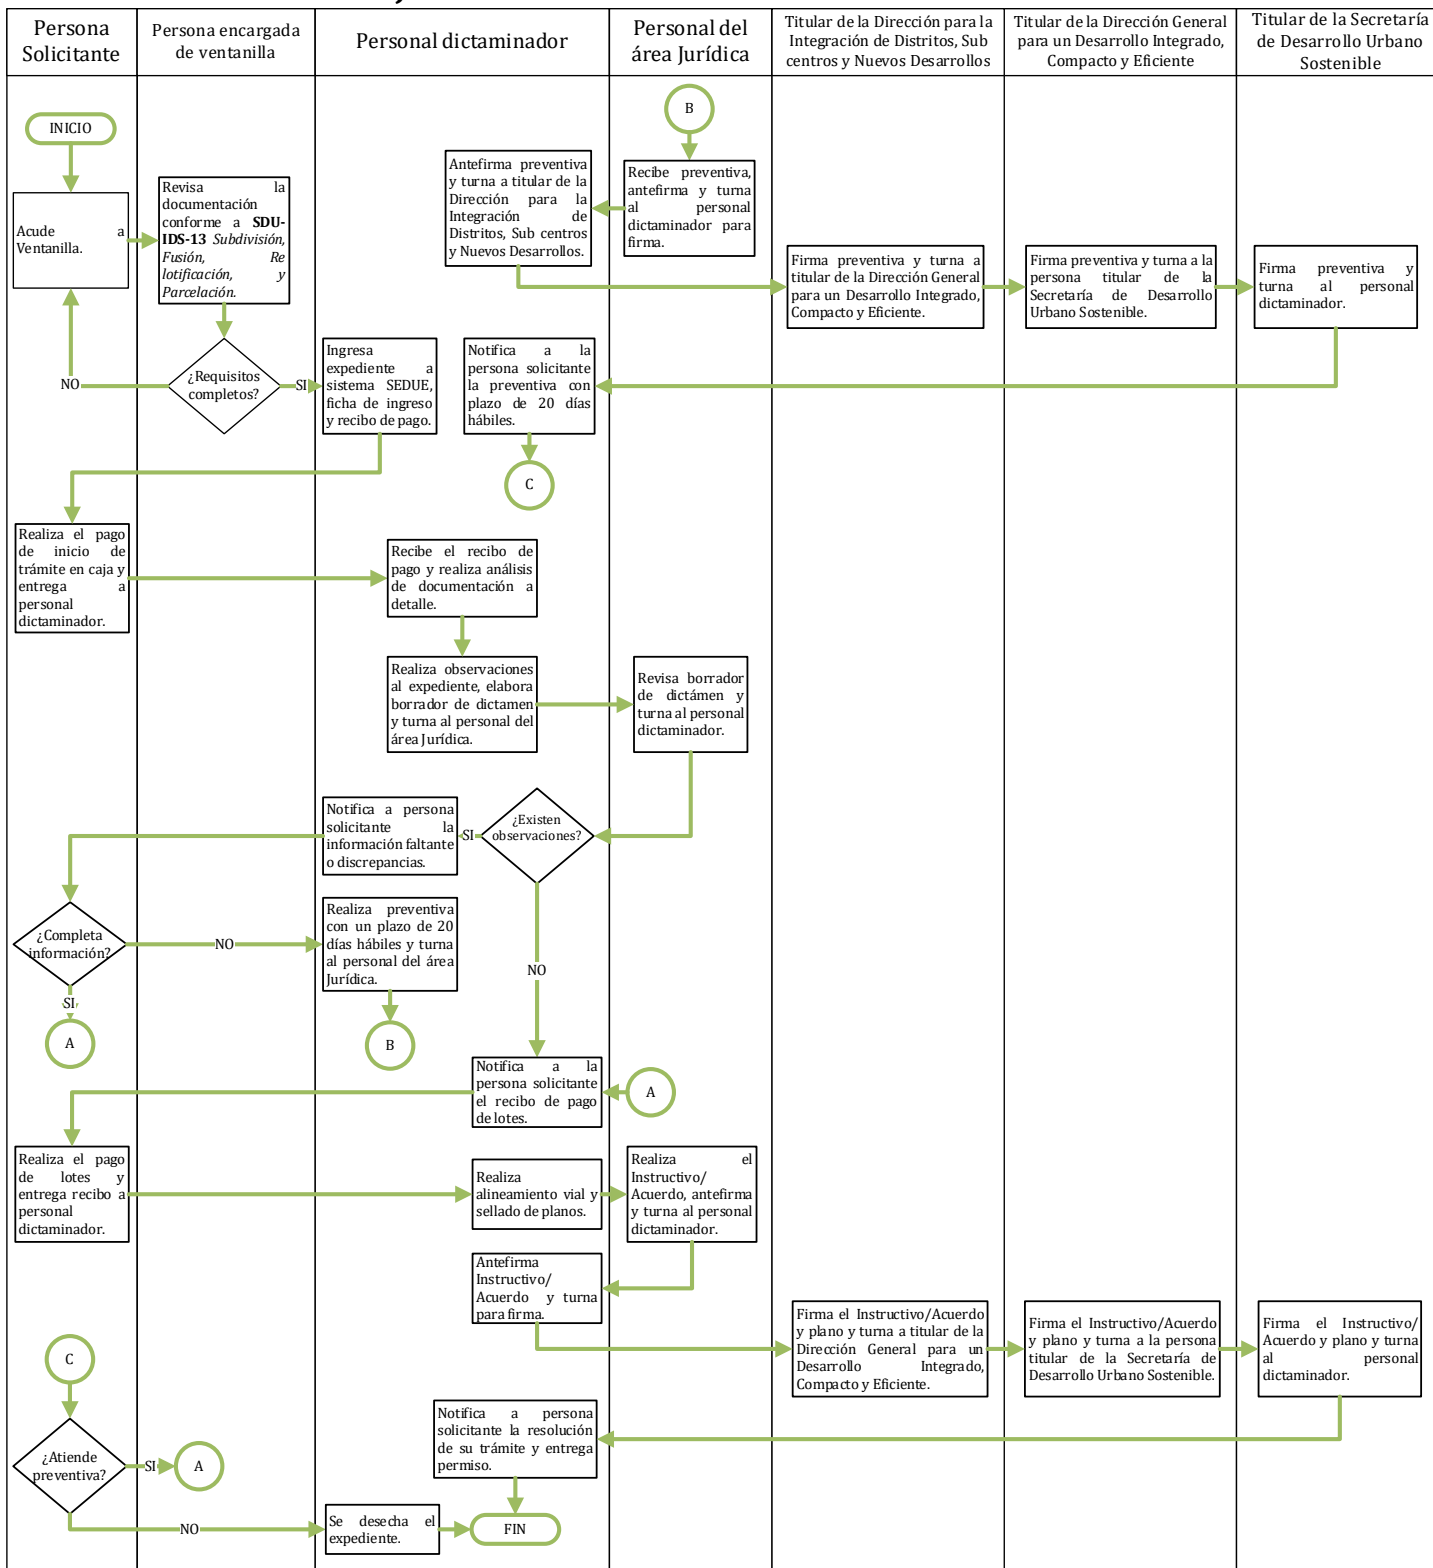 Persona
Solicitante
Persona encargada
de ventanilla
Personal dictaminador
Personal del
área Jurídica
Titular de la Dirección para la
Integración de Distritos, Sub
centros y Nuevos Desarrollos
Titular de la Dirección General
para un Desarrollo Integrado,
Compacto y Eficiente
Titular de la Secretaría
de Desarrollo Urbano
Sostenible
INICIO
B
Acude a
Ventanilla.
Revisa la
documentación
conforme a SDU-
IDS-13 Subdivisión,
Fusión, Re
lotificación, y
Parcelación.
Antefirma preventiva
y turna a titular de la
Dirección para la
Integración de
Distritos, Sub centros
y Nuevos Desarrollos.
Recibe preventiva,
antefirma y turna
al personal
dictaminador para
firma.
Firma preventiva y turna a
titular de la Dirección General
para un Desarrollo Integrado,
Compacto y Eficiente.
Firma preventiva y turna a la
persona titular de la
Secretaría de Desarrollo
Urbano Sostenible.
Firma preventiva y
turna al personal
dictaminador.
NO
¿Requisitos
completos?
SI
Ingresa
expediente a
sistema SEDUE,
ficha de ingreso
y recibo de pago.
Notifica a la
persona solicitante
la preventiva con
plazo de 20 días
hábiles.
C
Realiza el pago
de inicio de
trámite en caja y
entrega a
personal
dictaminador.
Recibe el recibo de
pago y realiza análisis
de documentación a
detalle.
Realiza observaciones
al expediente, elabora
borrador de dictamen
y turna al personal del
área Jurídica.
Revisa borrador
de dictámen y
turna al personal
dictaminador.
Notifica a persona
solicitante la
información faltante
o discrepancias.
SI
¿Existen
observaciones?
¿Completa
información?
NO
Realiza preventiva
con un plazo de 20
días hábiles y turna
al personal del área
Jurídica.
NO
SI
A
B
Notifica a la
persona solicitante
el recibo de pago
de lotes.
A
Realiza el pago
de lotes y
entrega recibo a
personal
dictaminador.
Realiza
alineamiento vial y
sellado de planos.
Realiza el
Instructivo/
Acuerdo, antefirma
y turna al personal
dictaminador.
Antefirma
Instructivo/
Acuerdo y turna
para firma.
Firma el Instructivo/Acuerdo
y plano y turna a titular de la
Dirección General para un
Desarrollo Integrado,
Compacto y Eficiente.
Firma el Instructivo/Acuerdo
y plano y turna a la persona
titular de la Secretaría de
Desarrollo Urbano Sostenible.
Firma el Instructivo/
Acuerdo y plano y turna
al personal
dictaminador.
C
¿Atiende
preventiva?
SI
A
Notifica a persona
solicitante la resolución
de su trámite y entrega
permiso.
NO
Se desecha el
expediente.
FIN